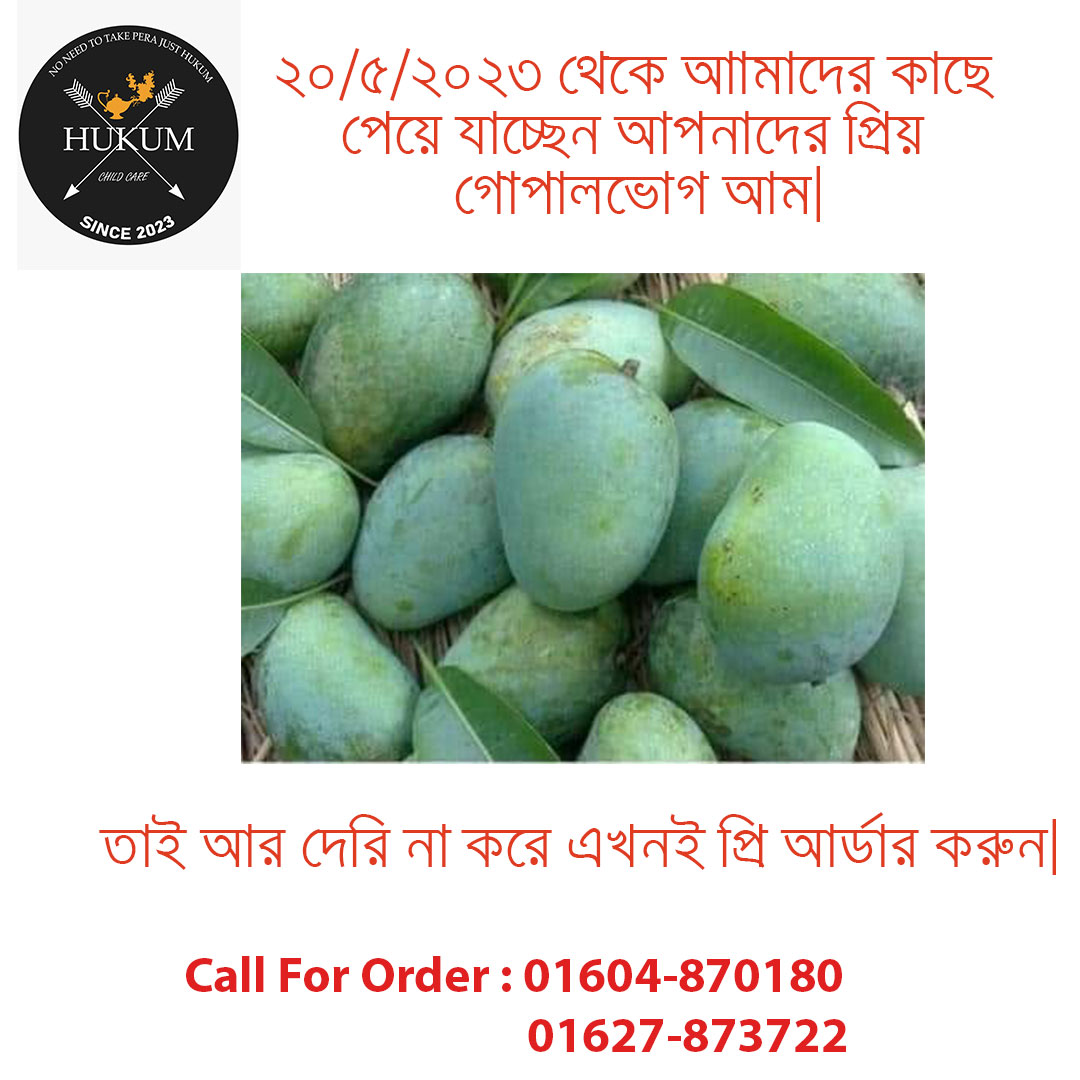 NO NEED TO TAKE PERA JUST HUKUM
HUKUM
CHILD CARE
SINCE 2023
২০/৫/২০২৩ থেকে আামাদের কাছে
পেয়ে যাচ্ছেন আপনাদের প্রিয়
গোপালভোগ আম|
তাই আর দেরি না করে এখনই প্রি আর্ডার করুন|
Call For Order : 01604-870180
01627-873722